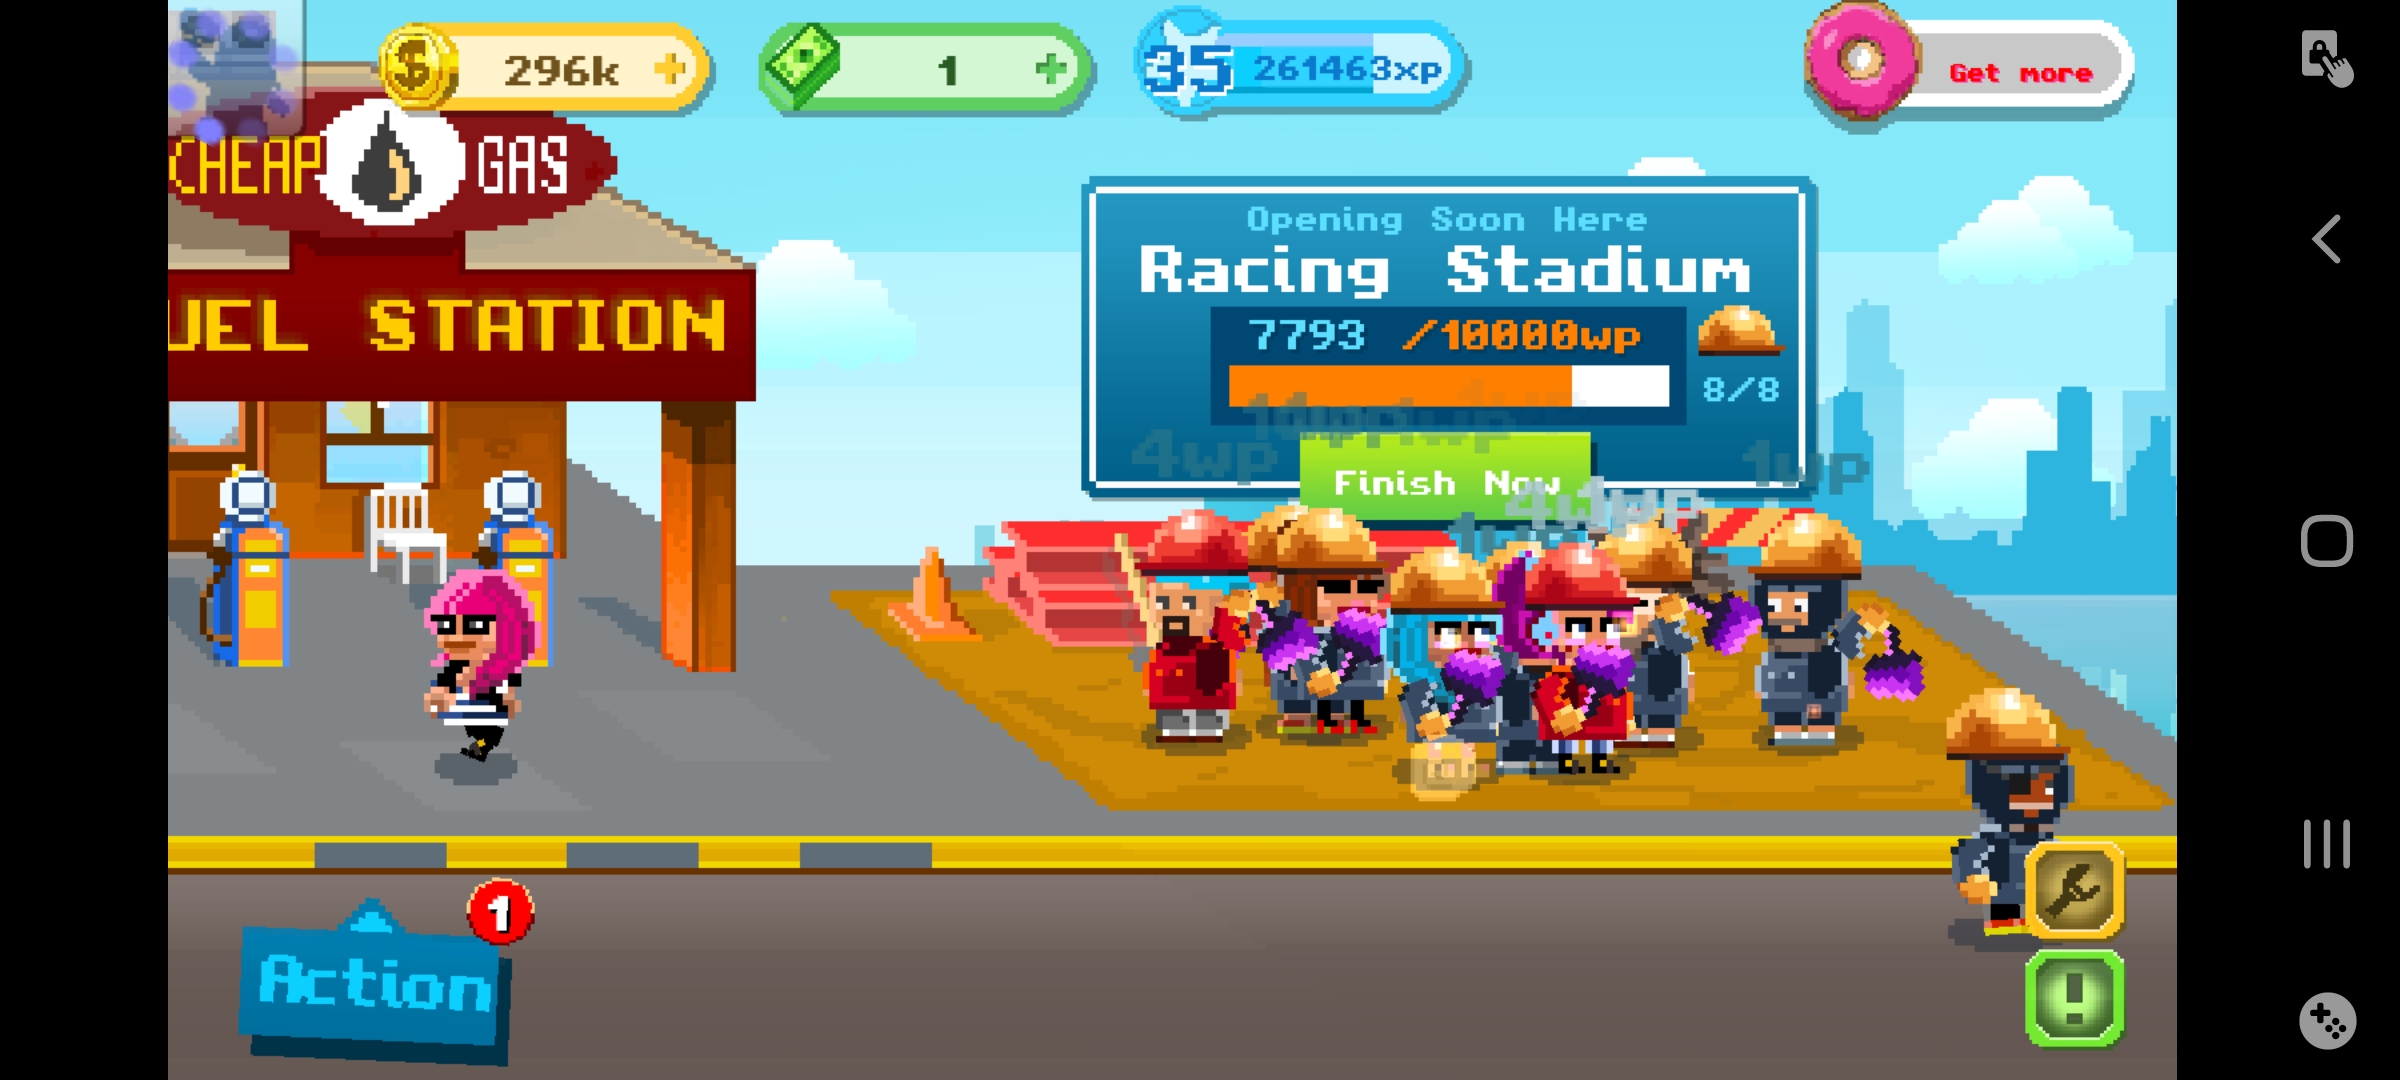 296k
1
35
261463xp
Get more
CHEAP GAS
UEL STATION
Opening Soon Here
Racing Stadium
7793 /10000wp
8/8
4wp
1wp
Finish Now
4wp
1
Action